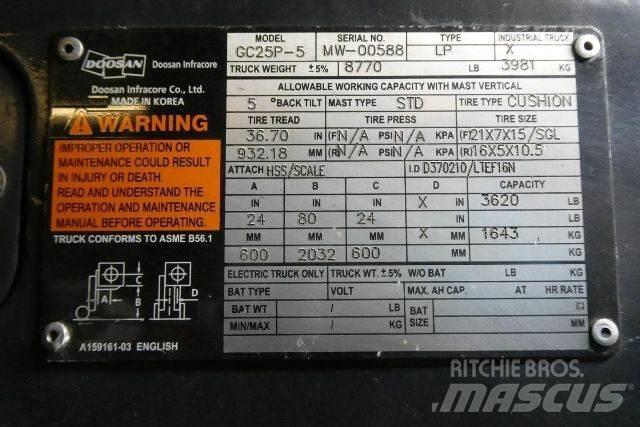 DOOSAN Doosan Infracore
Doosan Infracore Co., Ltd.
MADE IN KOREA
WARNING
IMPROPER OPERATION OR
MAINTENANCE COULD RESULT
IN INJURY OR DEATH.
READ AND UNDERSTAND THE
OPERATION AND MAINTENANCE
MANUAL BEFORE OPERATING.
TRUCK CONFORMS TO ASME B56.1
A C B D
A159161-03 ENGLISH
MODEL SERIAL NO. TYPE INDUSTRIAL TRUCK
GC25P-5 MW-00588 LP X
TRUCK WEIGHT ±5% 8770 LB 3981 KG
ALLOWABLE WORKING CAPACITY WITH MAST VERTICAL
5 °BACK TILT MAST TYPE STD TIRE TYPE CUSHION
TIRE TREAD TIRE PRESS TIRE SIZE
36.70 IN (F) N/A PSI N/A KPA (F) 21X7X15/SGL
932.18 MM (R) N/A PSI N/A KPA (R) 16X5X10.5
ATTACH HSS/SCALE I.D D370210/LTEF16N
A B C D CAPACITY
IN IN IN X IN 3620 LB
24 80 24
MM MM MM X MM 1643 KG
600 2032 600
ELECTRIC TRUCK ONLY TRUCK WT. ±5% W/O BAT LB KG
BAT TYPE VOLT MAX. AH CAP. AT HR RATE
BAT WT / LB BAT SIZE IN
MIN/MAX / KG MM
RITCHIE BROS.
MASCUS